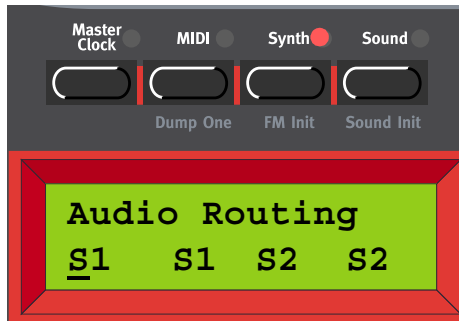 Master Clock MIDI Synth Sound
Dump One FM Init Sound Init
Audio Routing
S1 S1 S2 S2